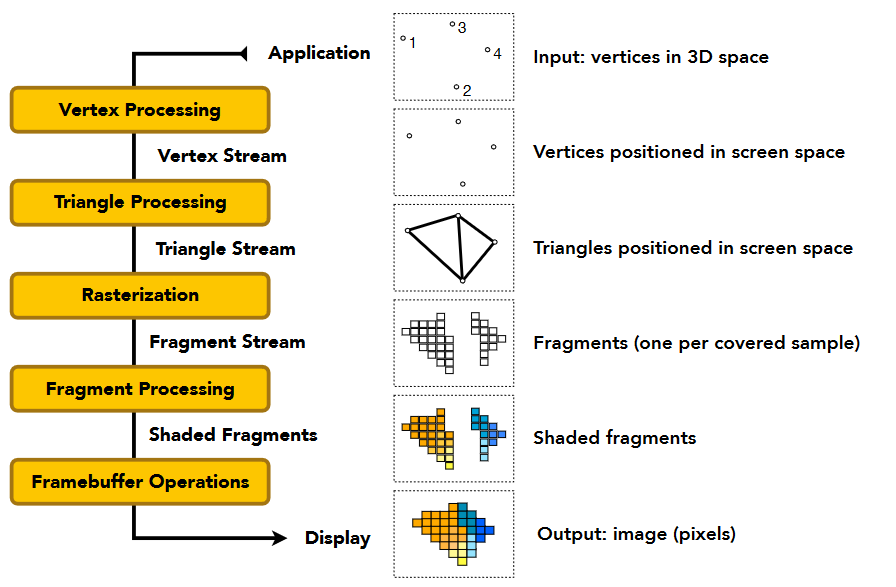 Application
1
3
4
2
Input: vertices in 3D space
Vertex Processing
Vertex Stream
Vertices positioned in screen space
Triangle Processing
Triangle Stream
Triangles positioned in screen space
Rasterization
Fragment Stream
Fragments (one per covered sample)
Fragment Processing
Shaded Fragments
Shaded fragments
Framebuffer Operations
Display
Output: image (pixels)